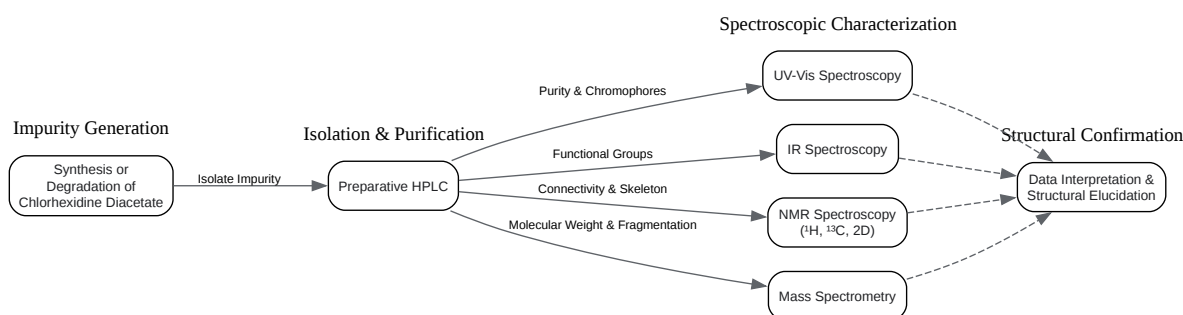 Spectroscopic Characterization
UV-Vis Spectroscopy
Purity & Chromophores
Impurity Generation
Isolation & Purification
Structural Confirmation
Synthesis or
Degradation of
Chlorhexidine Diacetate
Isolate Impurity
Preparative HPLC
Functional Groups
IR Spectroscopy
Connectivity & Skeleton
NMR Spectroscopy
(¹H, ¹³C, 2D)
Molecular Weight & Fragmentation
Mass Spectrometry
Data Interpretation &
Structural Elucidation